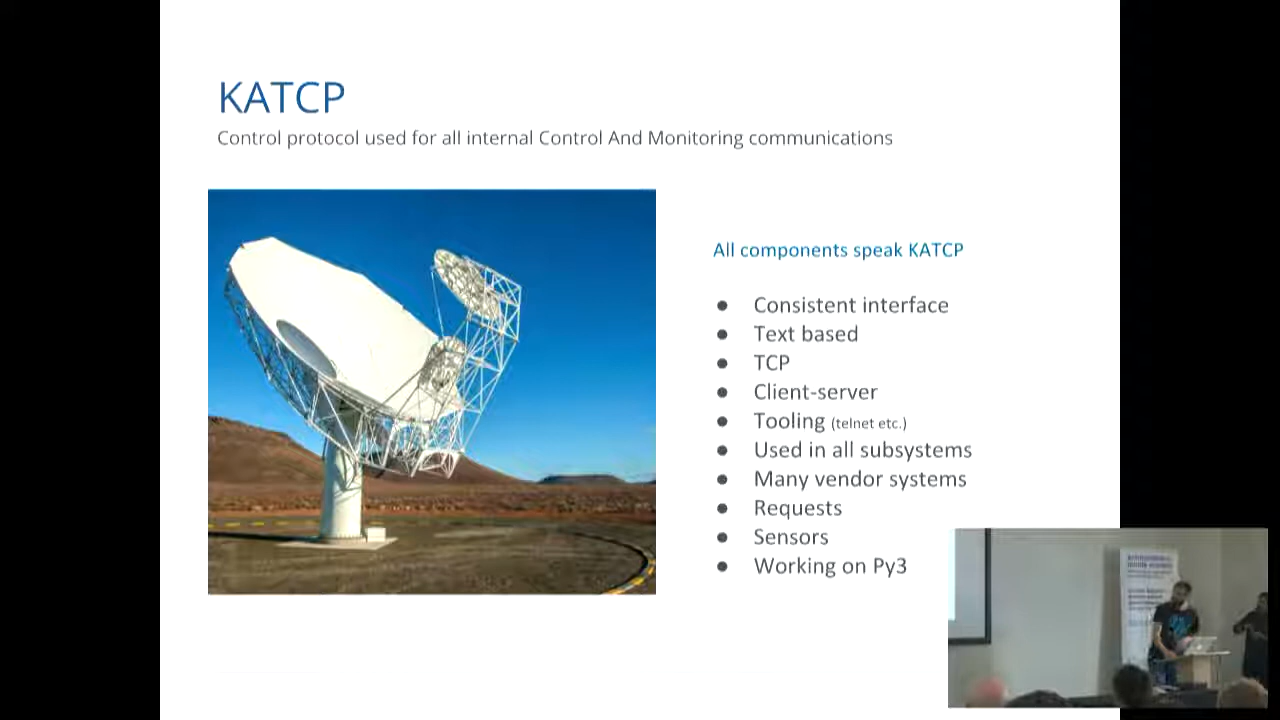 KATCP
Control protocol used for all internal Control And Monitoring communications
All components speak KATCP
● Consistent interface
● Text based
● TCP
● Client-server
● Tooling (telnet etc.)
● Used in all subsystems
● Many vendor systems
● Requests
● Sensors
● Working on Py3